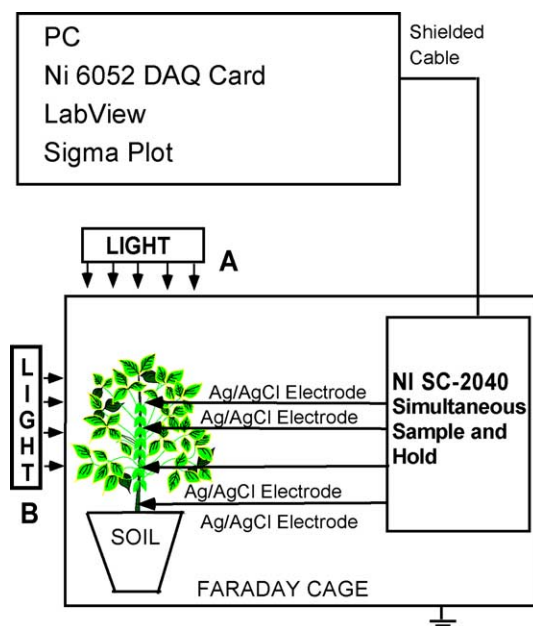 PC
Ni 6052 DAQ Card
LabView
Sigma Plot
Shielded
Cable
LIGHT
A
LIGHT
B
Ag/AgCl Electrode
Ag/AgCl Electrode
Ag/AgCl Electrode
Ag/AgCl Electrode
NI SC-2040
Simultaneous
Sample and
Hold
SOIL
FARADAY CAGE